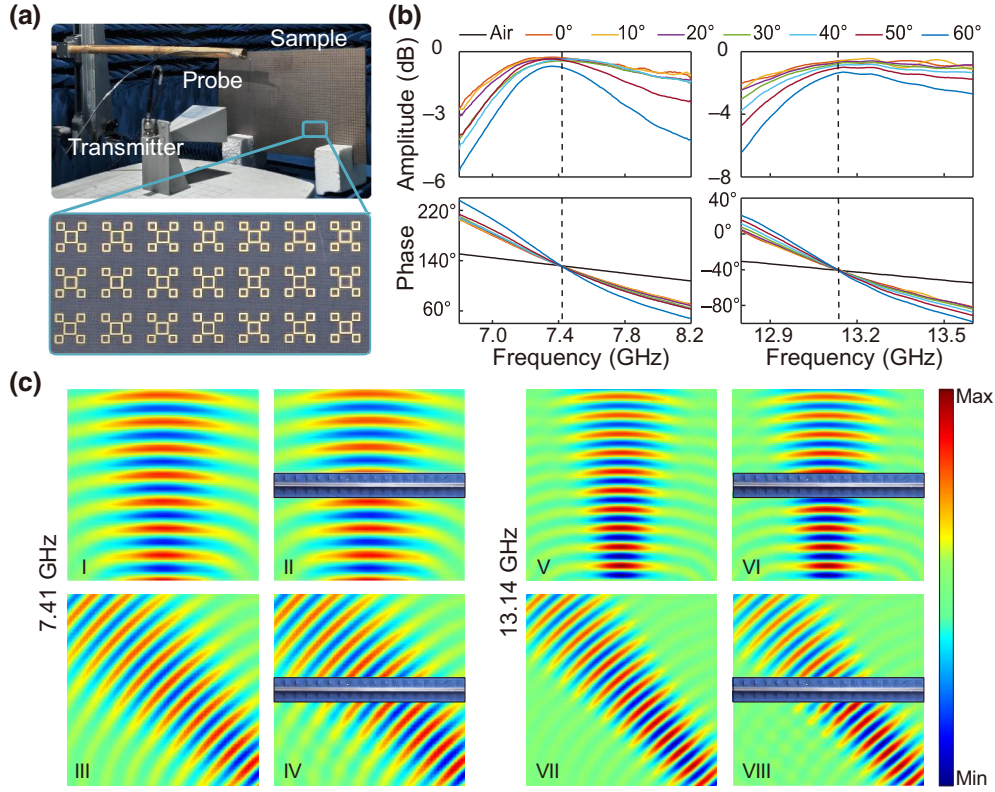 (a)
Sample
Probe
Transmitter
(b)
Air 0° 10° 20° 30° 40° 50° 60°
Amplitude (dB)
0
−3
−6
0
−4
−8
Phase
220°
140°
60°
40°
0°
−40°
−80°
7.0 7.4 7.8 8.2
12.9 13.2 13.5
Frequency (GHz)
Frequency (GHz)
(c)
7.41 GHz
I
II
III
IV
13.14 GHz
V
VI
VII
VIII
Max
Min